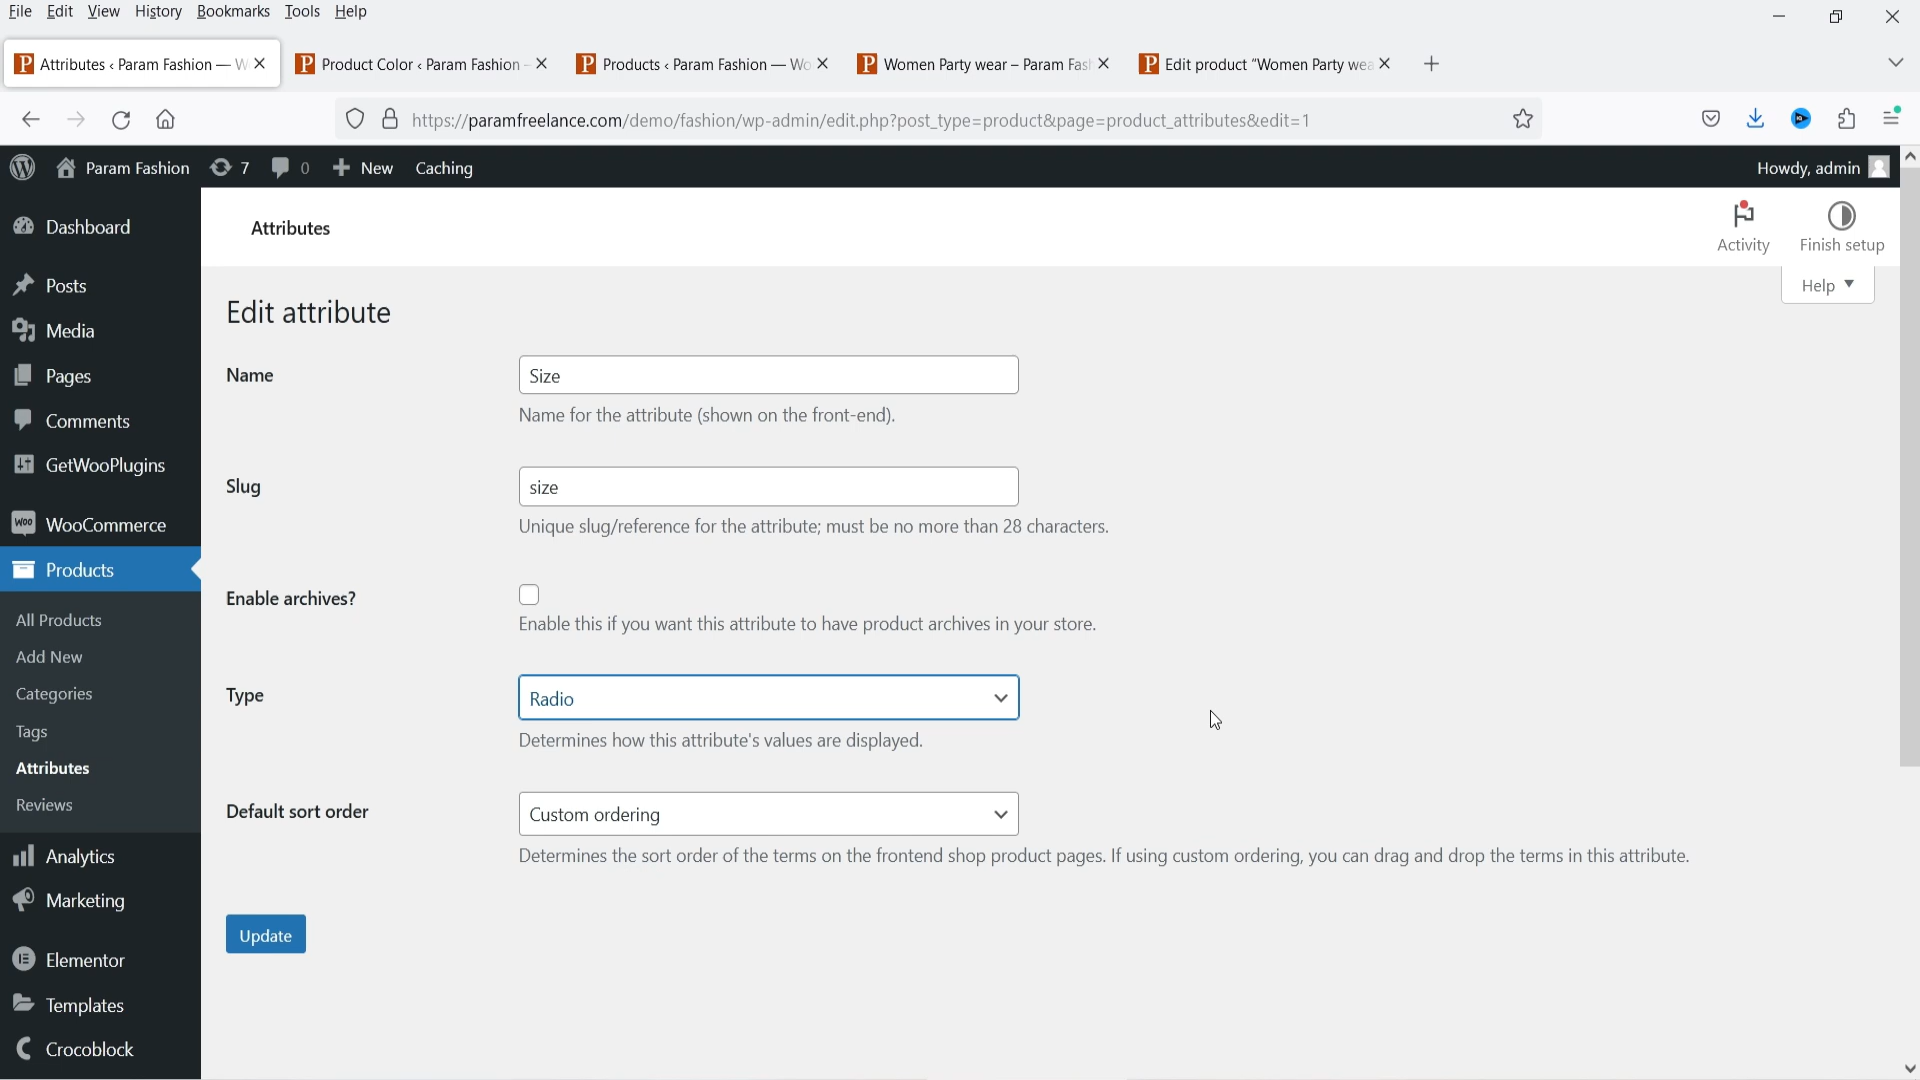 File Edit View History Bookmarks Tools Help
Attributes ‹ Param Fashion — W
Product Color ‹ Param Fashion -
Products ‹ Param Fashion — Wo
Women Party wear – Param Fash
Edit product "Women Party wea
https://paramfreelance.com/demo/fashion/wp-admin/edit.php?post_type=product&page=product_attributes&edit=1
Param Fashion 7 0 New Caching Howdy, admin
Dashboard
Posts
Media
Pages
Comments
GetWooPlugins
WooCommerce
Products
All Products
Add New
Categories
Tags
Attributes
Reviews
Analytics
Marketing
Elementor
Templates
Crocoblock
Attributes
Activity
Finish setup
Help
Edit attribute
Name
Size
Name for the attribute (shown on the front-end).
Slug
size
Unique slug/reference for the attribute; must be no more than 28 characters.
Enable archives?
Enable this if you want this attribute to have product archives in your store.
Type
Radio
Determines how this attribute's values are displayed.
Default sort order
Custom ordering
Determines the sort order of the terms on the frontend shop product pages. If using custom ordering, you can drag and drop the terms in this attribute.
Update